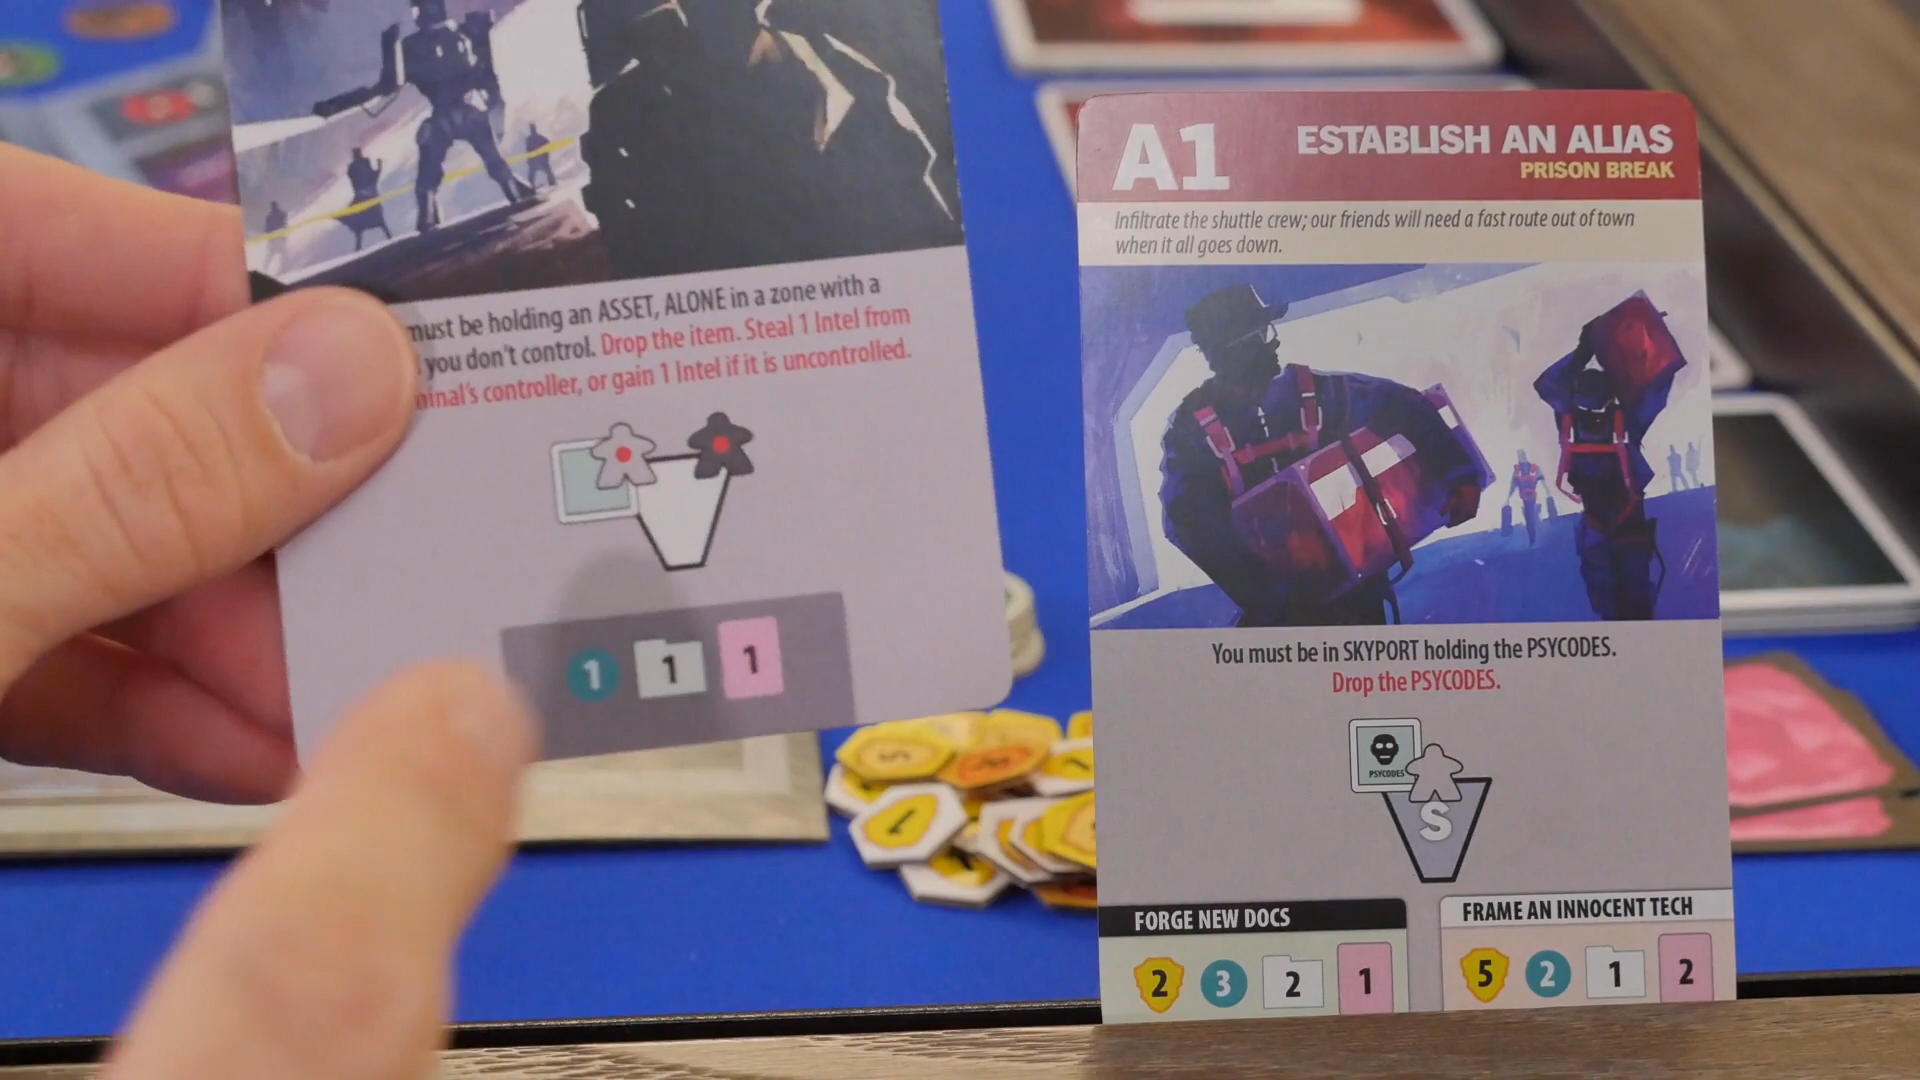 must be holding an ASSET, ALONE in a zone with a
you don't control. Drop the item. Steal 1 Intel from
controller, or gain 1 Intel if it is uncontrolled.
1 1 1
A1
ESTABLISH AN ALIAS
PRISON BREAK
Infiltrate the shuttle crew; our friends will need a fast route out of town
when it all goes down.
You must be in SKYPORT holding the PSYCODES.
Drop the PSYCODES.
PSYCODES
S
FORGE NEW DOCS
2 3 2 1
FRAME AN INNOCENT TECH
5 2 1 2
1